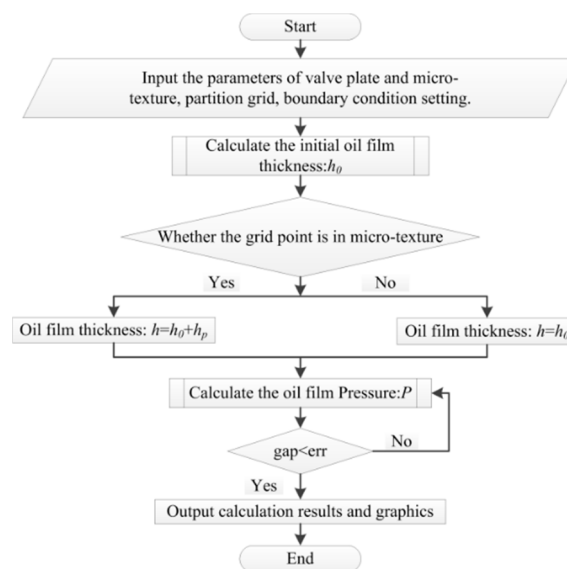 Start
Input the parameters of valve plate and micro-
texture, partition grid, boundary condition setting.
Calculate the initial oil film
thickness:h₀
Whether the grid point is in micro-texture
Yes
No
Oil film thickness: h=h₀+hₚ
Oil film thickness: h=h₀
Calculate the oil film Pressure:P
gap<err
No
Yes
Output calculation results and graphics
End